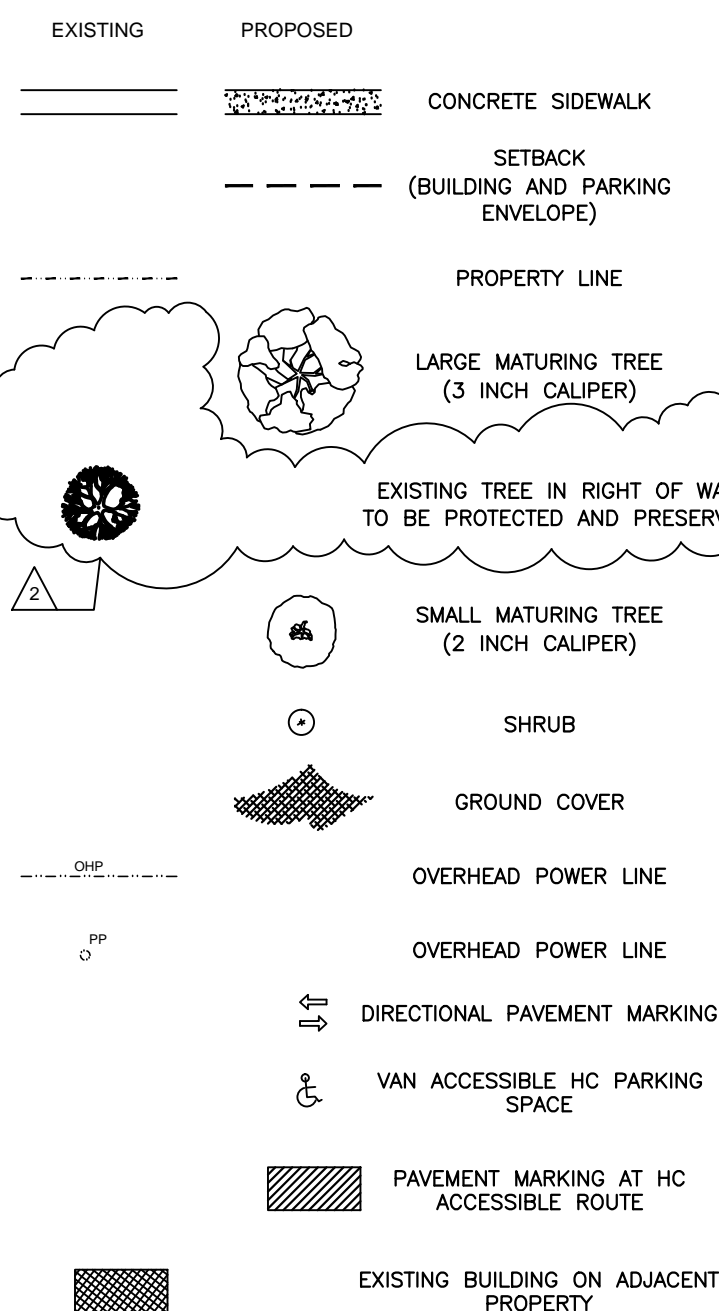 EXISTING PROPOSED
CONCRETE SIDEWALK
SETBACK
(BUILDING AND PARKING
ENVELOPE)
PROPERTY LINE
LARGE MATURING TREE
(3 INCH CALIPER)
EXISTING TREE IN RIGHT OF
TO BE PROTECTED AND
2
SMALL MATURING TREE
(2 INCH CALIPER)
SHRUB
GROUND COVER
OHP
OVERHEAD POWER LINE
PP
OVERHEAD POWER LINE
DIRECTIONAL PAVEMENT MARKING
VAN ACCESSIBLE HC PARKING
SPACE
PAVEMENT MARKING AT HC
ACCESSIBLE ROUTE
EXISTING BUILDING ON ADJACENT
PROPERTY